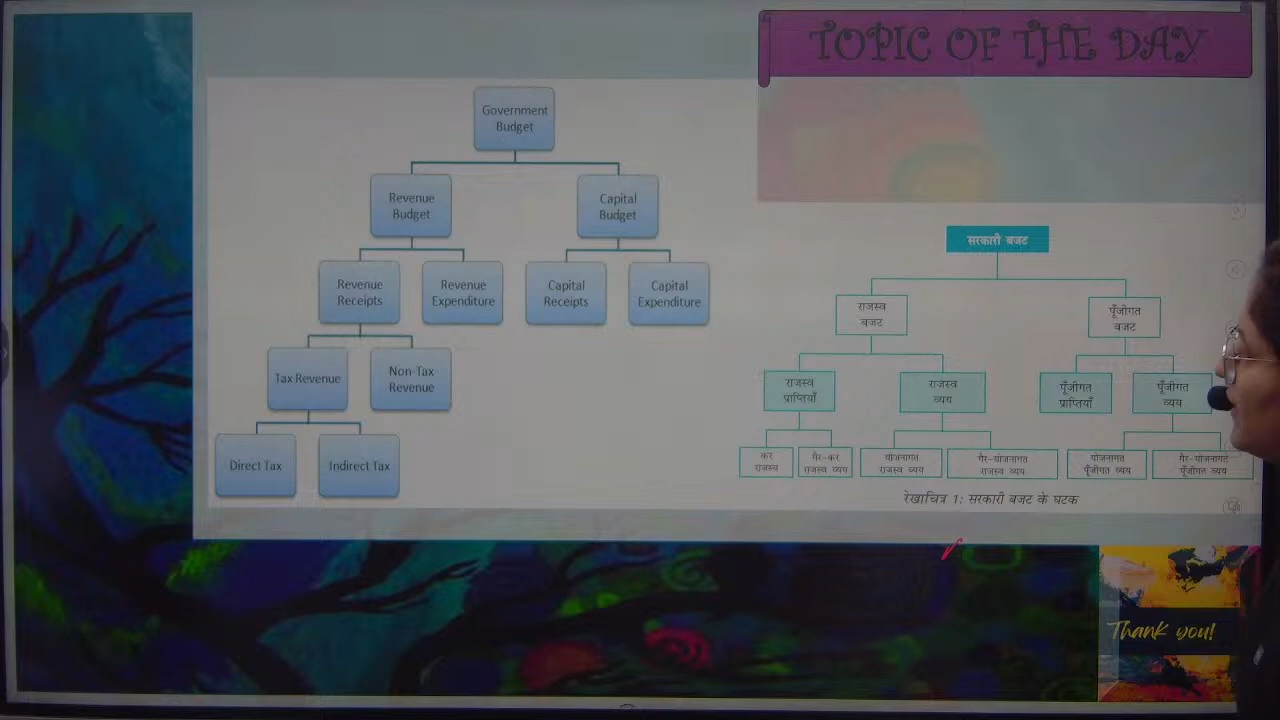 TOPIC OF THE DAY
Government
Budget
Revenue
Budget
Capital
Budget
Revenue
Receipts
Revenue
Expenditure
Capital
Receipts
Capital
Expenditure
Tax Revenue
Non-Tax
Revenue
Direct Tax
Indirect Tax
सरकारी बजट
राजस्व
बजट
पूँजीगत
बजट
राजस्व
प्राप्तियाँ
राजस्व
व्यय
पूँजीगत
प्राप्तियाँ
पूँजीगत
व्यय
कर
राजस्व
गैर-कर
राजस्व व्यय
योजनागत
राजस्व व्यय
गैर-योजनागत
राजस्व व्यय
योजनागत
पूँजीगत व्यय
गैर-योजनागत
पूँजीगत व्यय
रेखाचित्र 1: सरकारी बजट के घटक
Thank you!